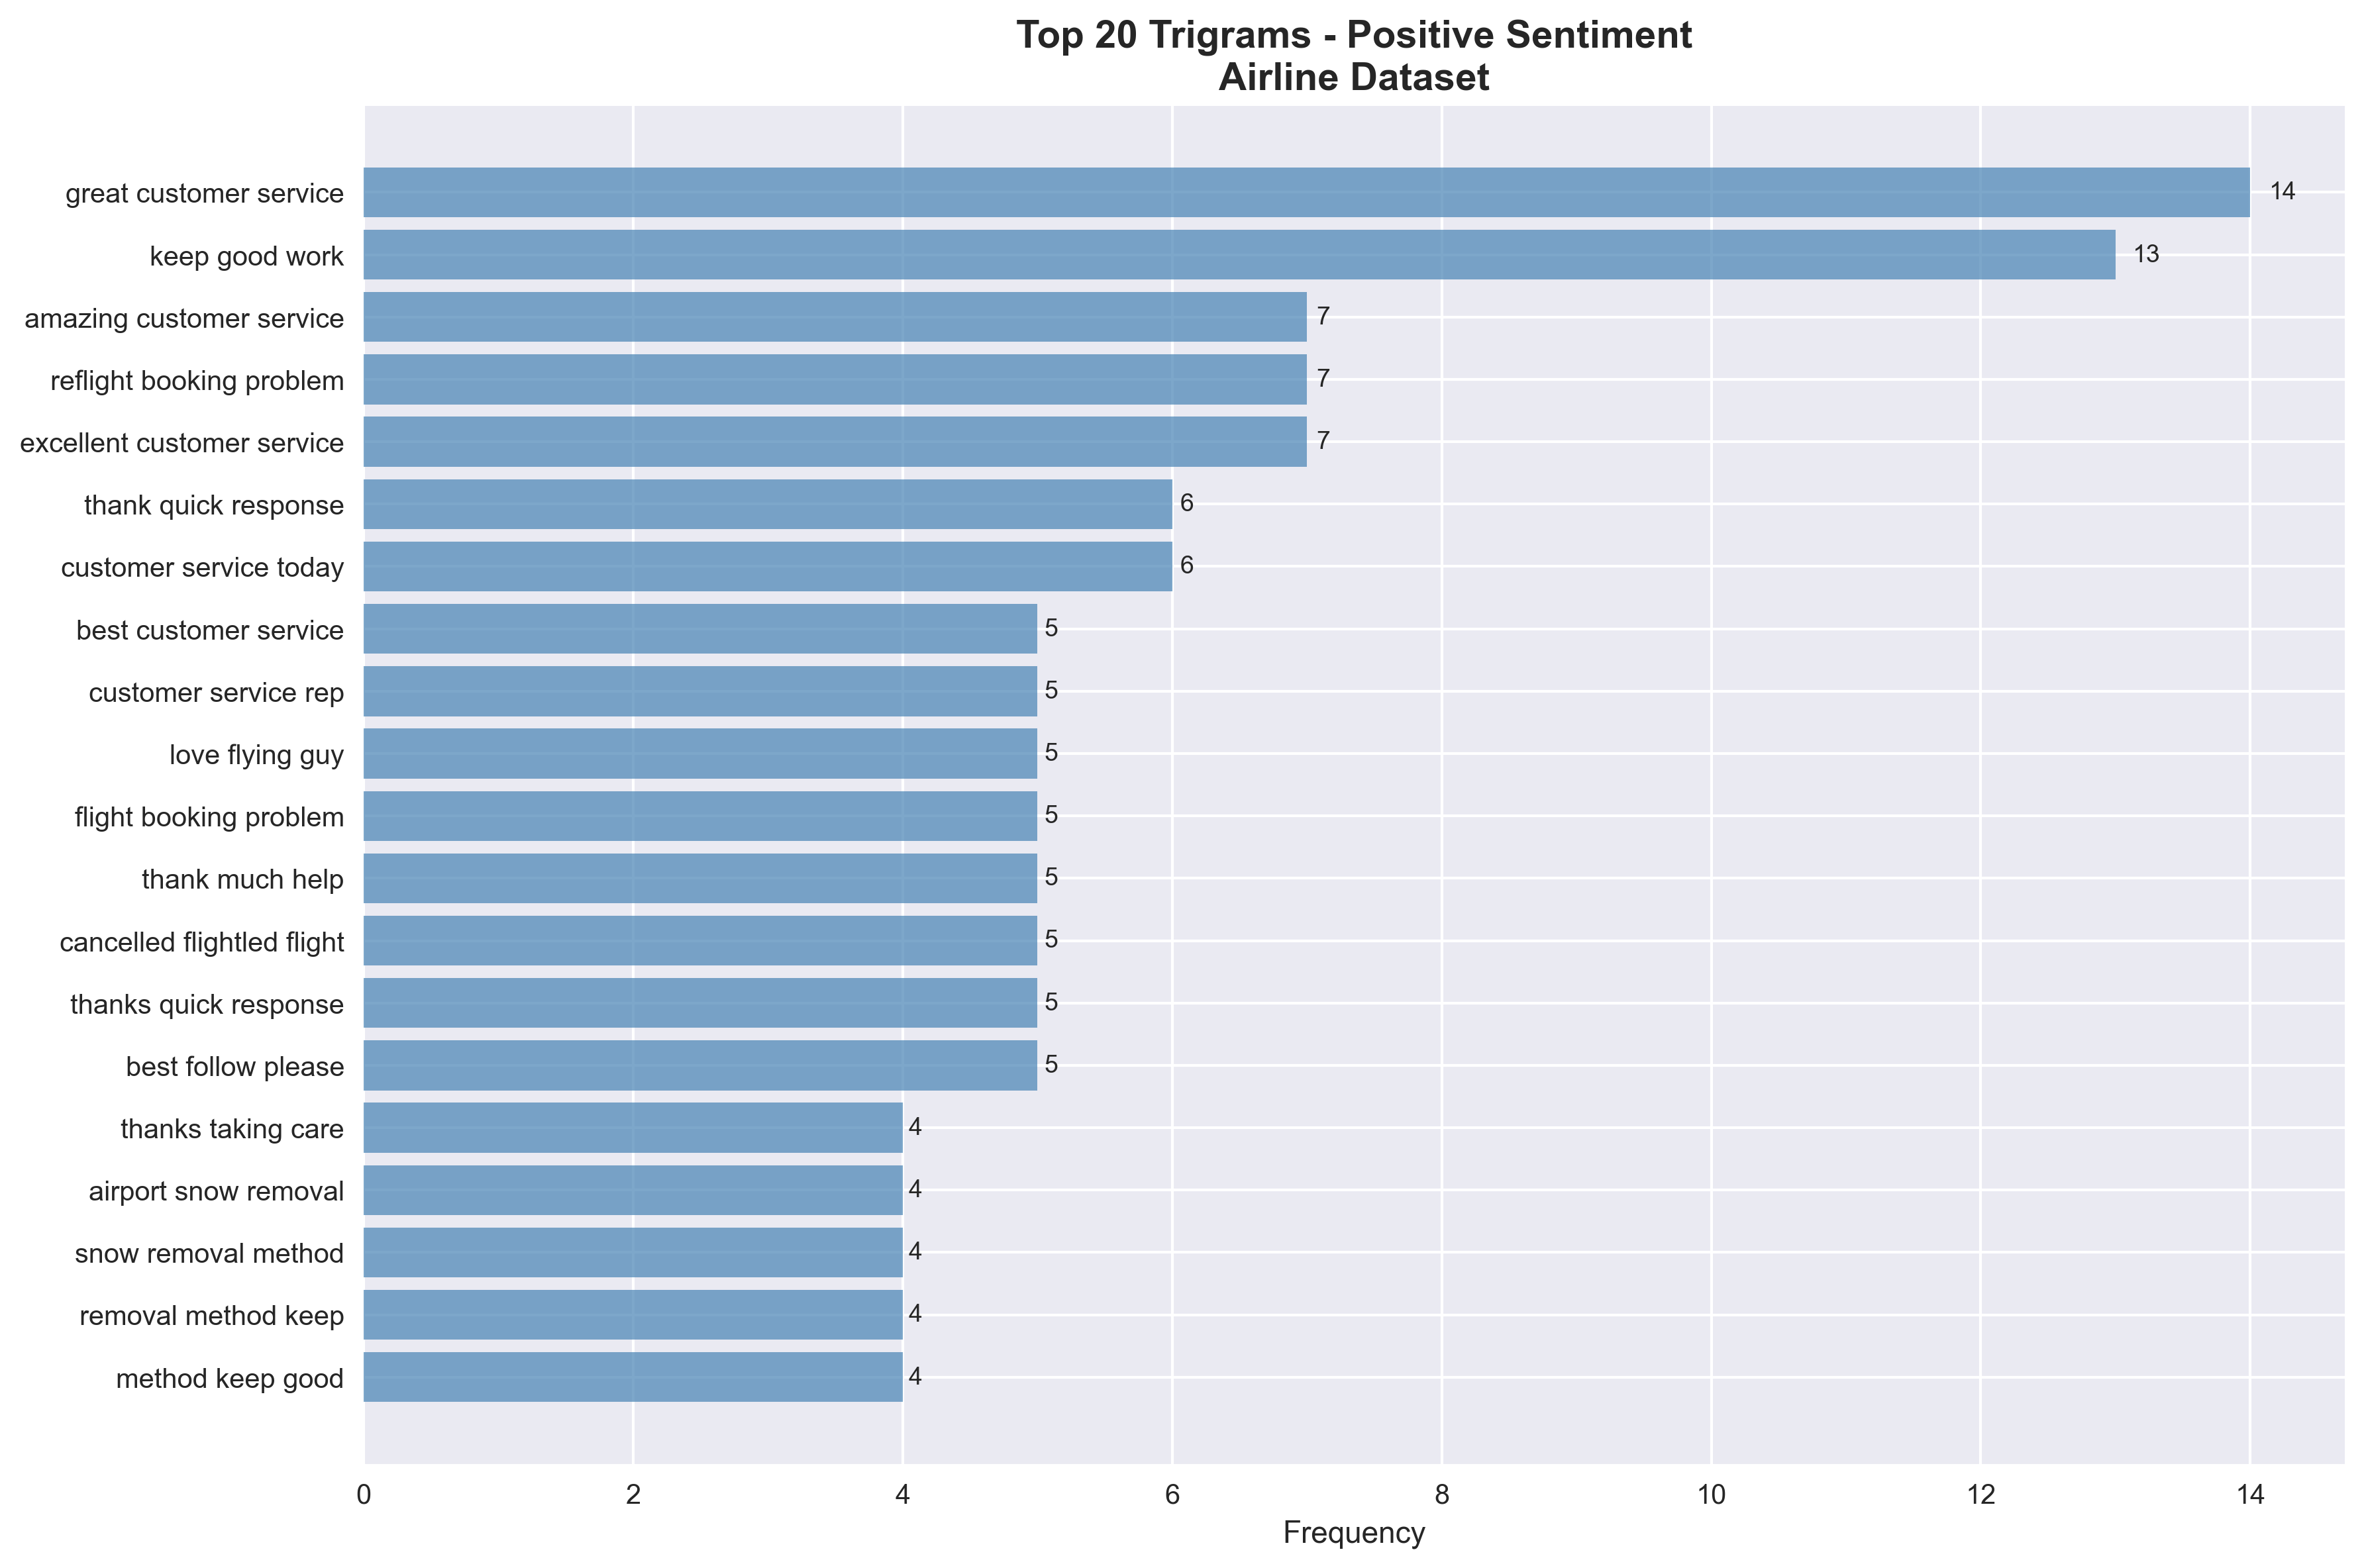 Top 20 Trigrams - Positive Sentiment
Airline Dataset
great customer service 14
keep good work 13
amazing customer service 7
reflight booking problem 7
excellent customer service 7
thank quick response 6
customer service today 6
best customer service 5
customer service rep 5
love flying guy 5
flight booking problem 5
thank much help 5
cancelled flightled flight 5
thanks quick response 5
best follow please 5
thanks taking care 4
airport snow removal 4
snow removal method 4
removal method keep 4
method keep good 4
0 2 4 6 8 10 12 14
Frequency